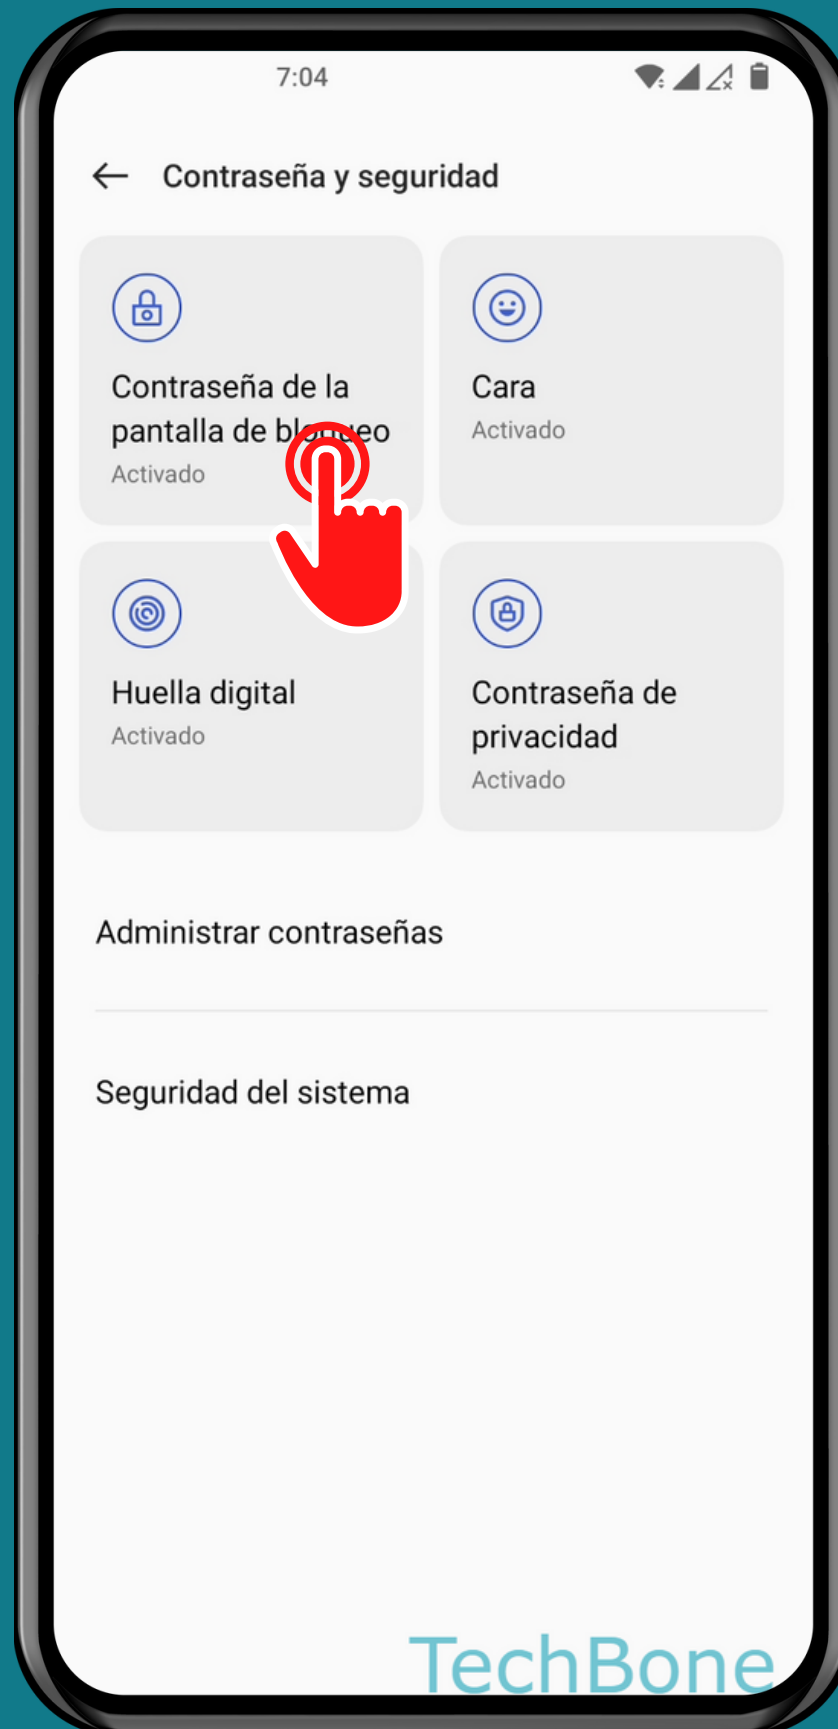 7:04
Contraseña y seguridad
Contraseña de la
pantalla de bloqueo
Activado
Cara
Activado
Huella digital
Activado
Contraseña de
privacidad
Activado
Administrar contraseñas
Seguridad del sistema
TechBone